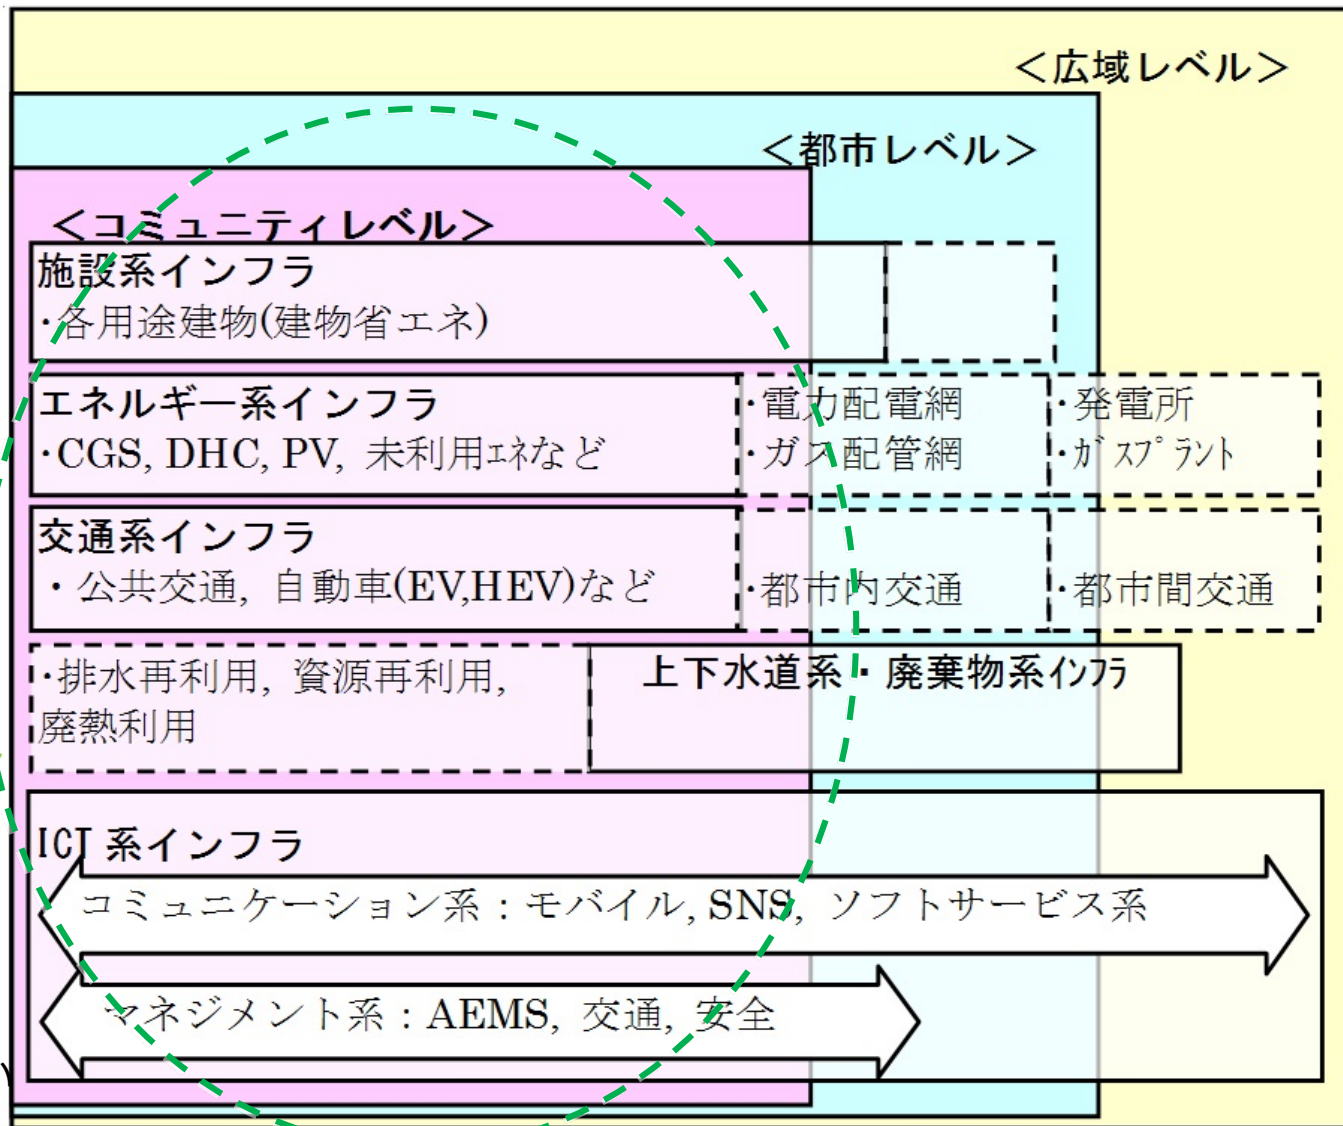 ＜広域レベル＞
＜都市レベル＞
＜コミュニティレベル＞
施設系インフラ
・各用途建物(建物省エネ)
エネルギー系インフラ
・CGS, DHC, PV, 未利用ｴﾈなど
・電力配電網
・ガス配管網
・発電所
・ｶﾞｽﾌﾟﾗﾝﾄ
交通系インフラ
・公共交通, 自動車(EV,HEV)など
・都市内交通
・都市間交通
・排水再利用, 資源再利用,
廃熱利用
上下水道系・廃棄物系ｲﾝﾌﾗ
ICT 系インフラ
コミュニケーション系：モバイル, SNS, ソフトサービス系
マネジメント系：AEMS, 交通, 安全